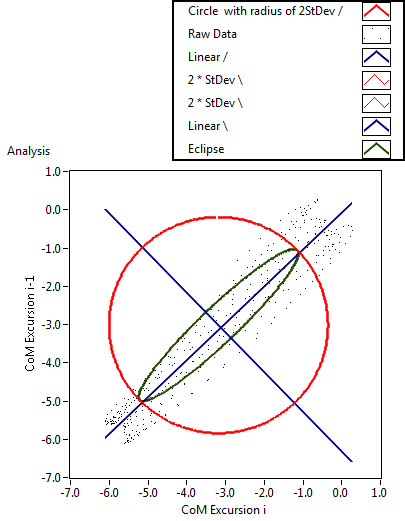 Circle with radius of 2StDev /
Raw Data
Linear /
2 * StDev \
2 * StDev \
Linear \
Eclipse
Analysis
1.0
0.0
-1.0
-2.0
-3.0
-4.0
-5.0
-6.0
-7.0
CoM Excursion i-1
-7.0 -6.0 -5.0 -4.0 -3.0 -2.0 -1.0 0.0 1.0
CoM Excursion i